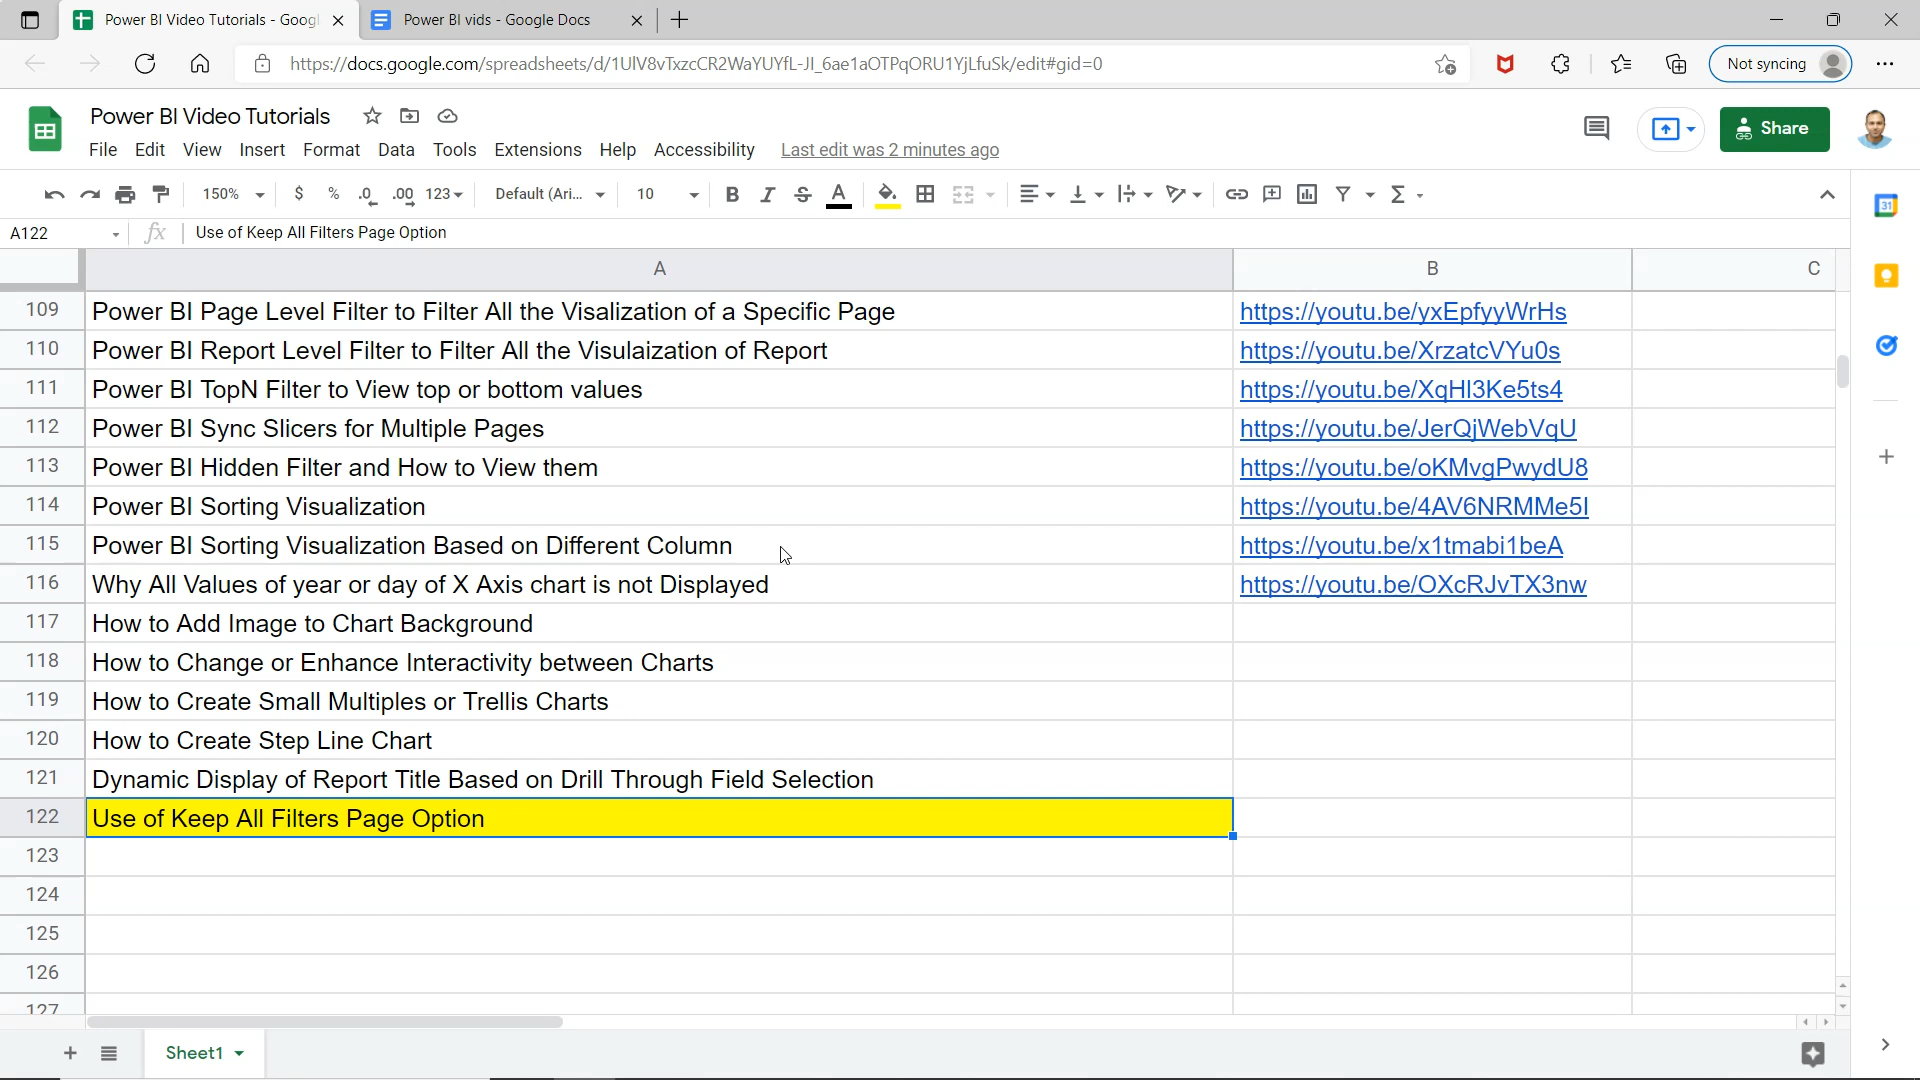 Power BI Video Tutorials - Googl
Power BI vids - Google Docs
https://docs.google.com/spreadsheets/d/1UlV8vTxzcCR2WaYUYfL-JI_6ae1aOTPqORU1YjLfuSk/edit#gid=0
Not syncing
Power BI Video Tutorials
File Edit View Insert Format Data Tools Extensions Help Accessibility Last edit was 2 minutes ago
Share
150% $ % .0 .00 123 Default (Ari... 10 B I S A Σ
31
A122 fx Use of Keep All Filters Page Option
A B C
109 Power BI Page Level Filter to Filter All the Visalization of a Specific Page https://youtu.be/yxEpfyyWrHs
110 Power BI Report Level Filter to Filter All the Visulaization of Report https://youtu.be/XrzatcVYu0s
111 Power BI TopN Filter to View top or bottom values https://youtu.be/XqHI3Ke5ts4
112 Power BI Sync Slicers for Multiple Pages https://youtu.be/JerQjWebVqU
113 Power BI Hidden Filter and How to View them https://youtu.be/oKMvgPwydU8
114 Power BI Sorting Visualization https://youtu.be/4AV6NRMMe5I
115 Power BI Sorting Visualization Based on Different Column https://youtu.be/x1tmabi1beA
116 Why All Values of year or day of X Axis chart is not Displayed https://youtu.be/OXcRJvTX3nw
117 How to Add Image to Chart Background
118 How to Change or Enhance Interactivity between Charts
119 How to Create Small Multiples or Trellis Charts
120 How to Create Step Line Chart
121 Dynamic Display of Report Title Based on Drill Through Field Selection
122 Use of Keep All Filters Page Option
123
124
125
126
127
Sheet1